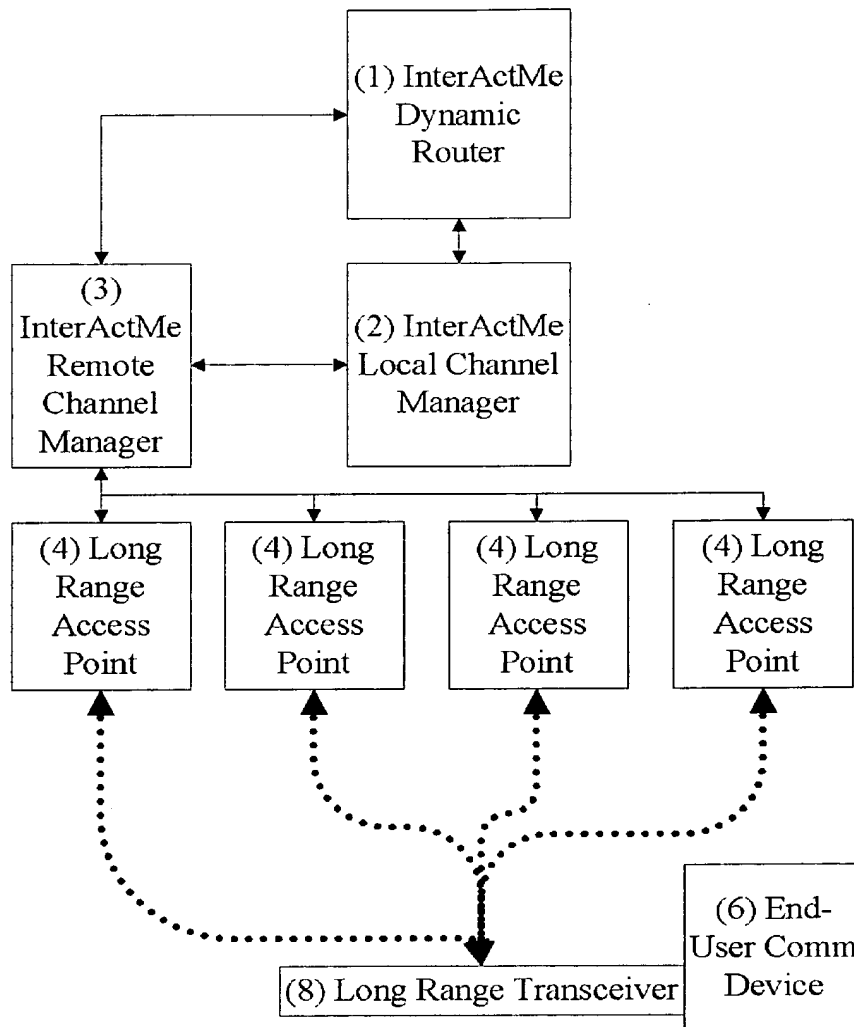 (1) InterActMe
Dynamic
Router
(3)
InterActMe
Remote
Channel
Manager
(2) InterActMe
Local Channel
Manager
(4) Long
Range
Access
Point
(4) Long
Range
Access
Point
(4) Long
Range
Access
Point
(4) Long
Range
Access
Point
(6) End-
User Comm
Device
(8) Long Range Transceiver